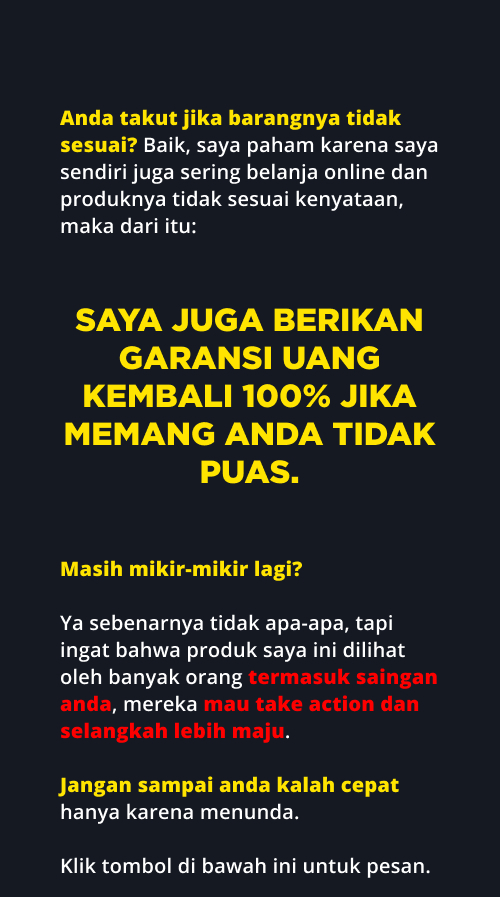 Anda takut jika barangnya tidak
sesuai? Baik, saya paham karena saya
sendiri juga sering belanja online dan
produknya tidak sesuai kenyataan,
maka dari itu:
SAYA JUGA BERIKAN
GARANSI UANG
KEMBALI 100% JIKA
MEMANG ANDA TIDAK
PUAS.
Masih mikir-mikir lagi?
Ya sebenarnya tidak apa-apa, tapi
ingat bahwa produk saya ini dilihat
oleh banyak orang termasuk saingan
anda, mereka mau take action dan
selangkah lebih maju.
Jangan sampai anda kalah cepat
hanya karena menunda.
Klik tombol di bawah ini untuk pesan.